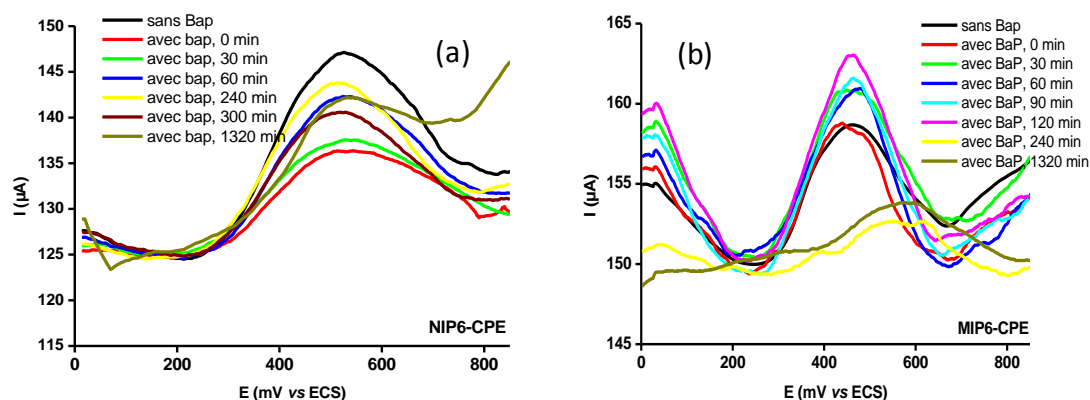 150
145
140
135
130
125
120
115
I (µA)
0
200
400
600
800
E (mV vs ECS)
sans Bap
avec bap, 0 min
avec bap, 30 min
avec bap, 60 min
avec bap, 240 min
avec bap, 300 min
avec bap, 1320 min
(a)
NIP6-CPE
165
160
155
150
145
I (µA)
0
200
400
600
800
E (mV vs ECS)
(b)
sans Bap
avec BaP, 0 min
avec BaP, 30 min
avec BaP, 60 min
avec BaP, 90 min
avec BaP, 120 min
avec BaP, 240 min
avec BaP, 1320 min
MIP6-CPE